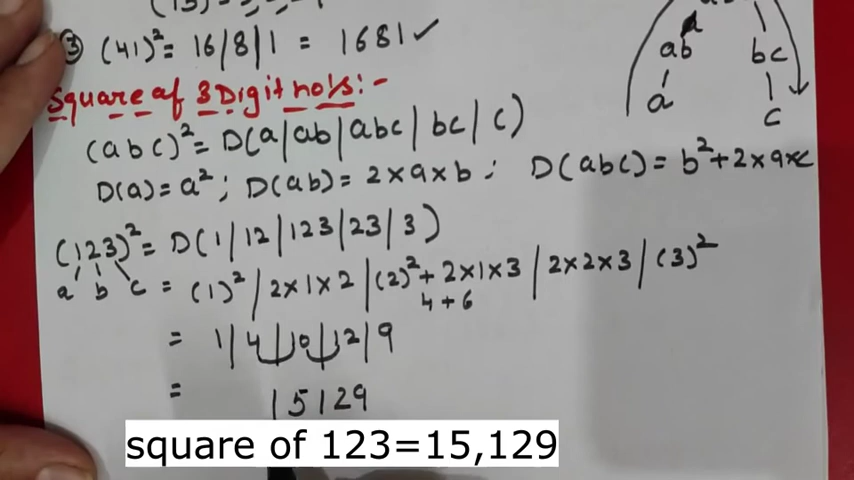 ③ (41)² = 16/8/1 = 1681 ✓
Square of 3 Digit no's :-
(abc)² = D(a|ab|abc|bc|c)
D(a) = a² ; D(ab) = 2×a×b ; D(abc) = b²+2×a×c
(123)² = D(1|12|123|23|3)
a b c = (1)²|2×1×2|(2)²+2×1×3|2×2×3|(3)²
4+6
= 1|4|10|12|9
= 15129
ab
bc
a
c
square of 123=15,129